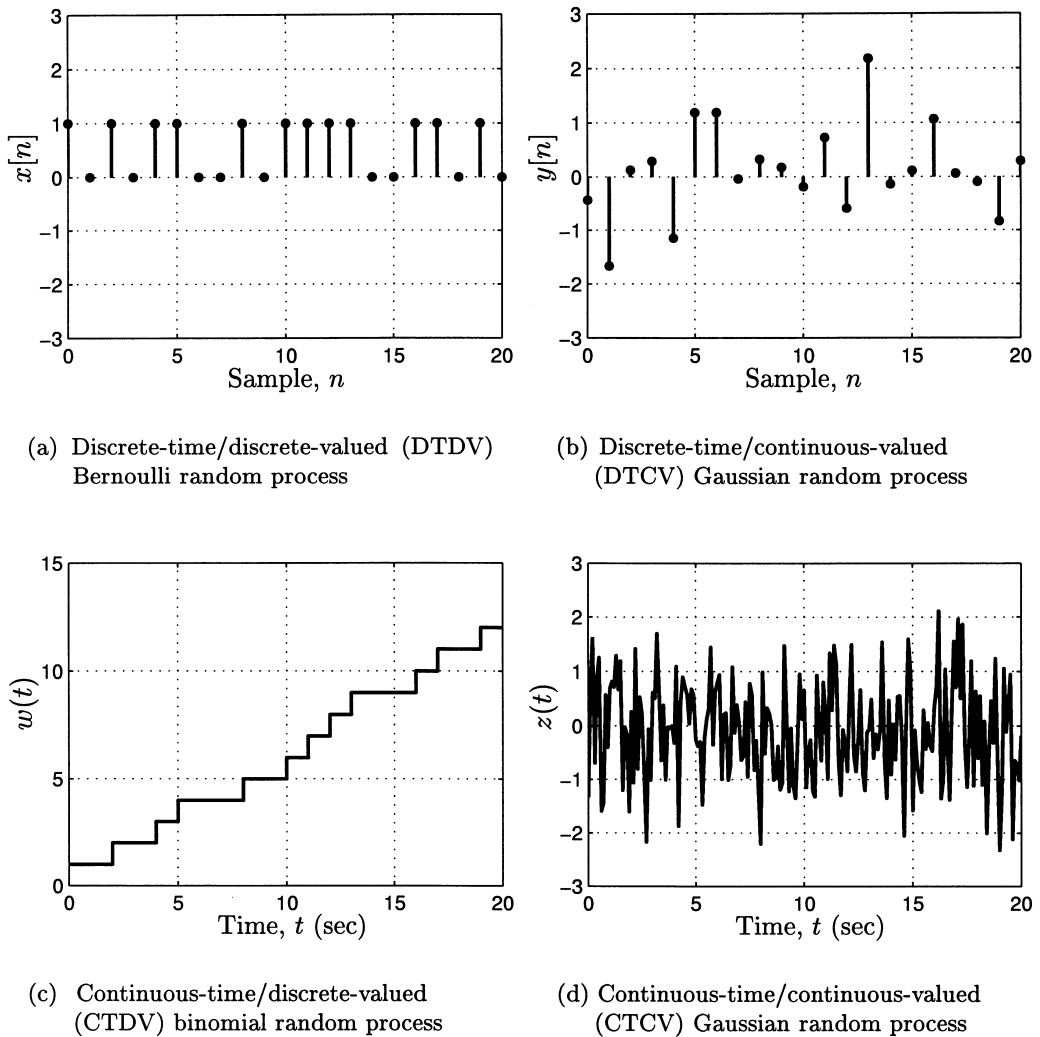 3
2
1
0
−1
−2
−3
x[n]
0 5 10 15 20
Sample, n
3
2
1
0
−1
−2
−3
y[n]
0 5 10 15 20
Sample, n
(a) Discrete-time/discrete-valued (DTDV)
Bernoulli random process
(b) Discrete-time/continuous-valued
(DTCV) Gaussian random process
15
10
5
0
w(t)
0 5 10 15 20
Time, t (sec)
3
2
1
0
−1
−2
−3
z(t)
0 5 10 15 20
Time, t (sec)
(c) Continuous-time/discrete-valued
(CTDV) binomial random process
(d) Continuous-time/continuous-valued
(CTCV) Gaussian random process